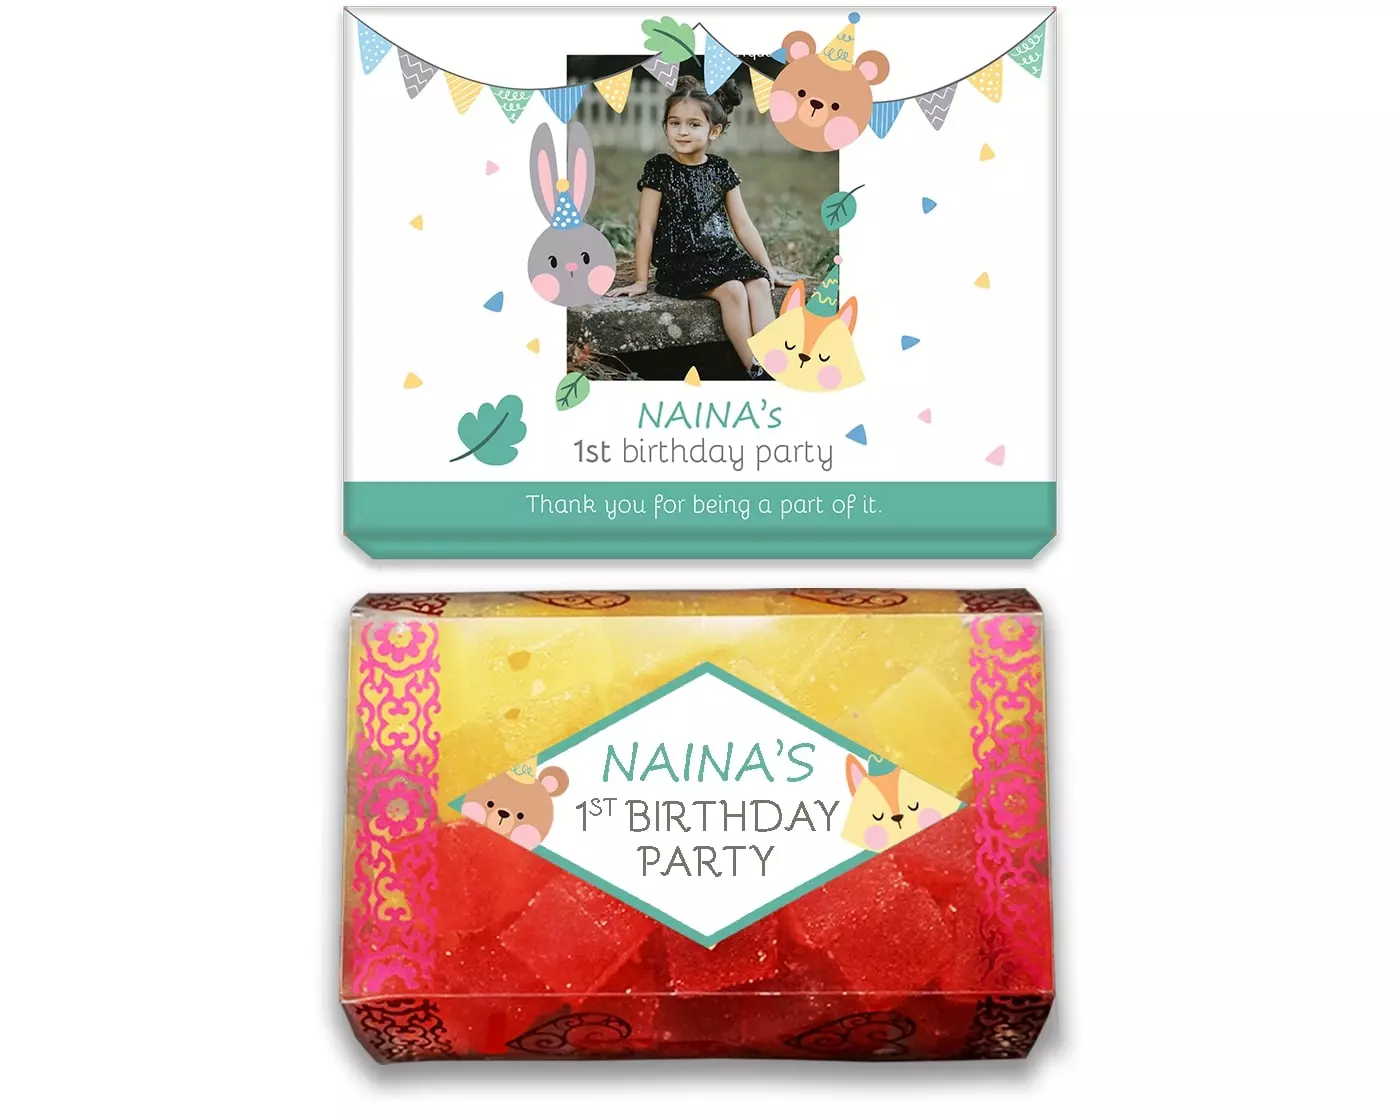 NAINA's
1st birthday party
Thank you for being a part of it.
NAINA'S
1ST BIRTHDAY
PARTY